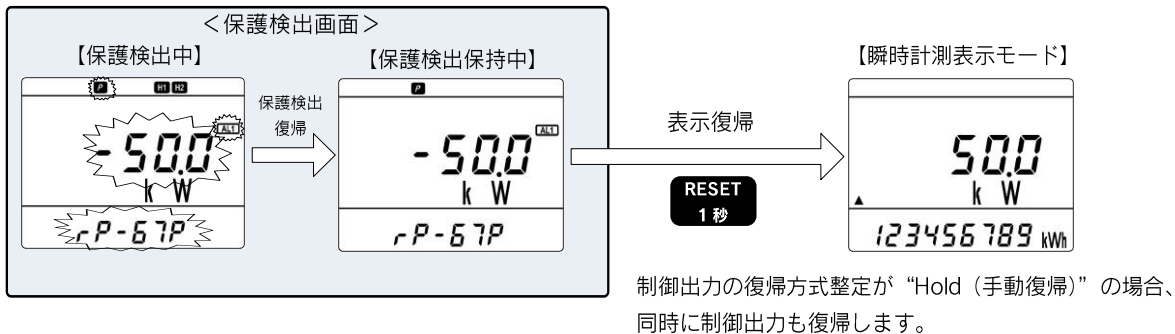 ＜保護検出画面＞
【保護検出中】
P H1 H2
AL1
-50.0
k W
rP-67P
保護検出
復帰
【保護検出保持中】
P
AL1
-50.0
k W
rP-67P
表示復帰
RESET
1 秒
【瞬時計測表示モード】
50.0
k W
▲
123456789 kWh
制御出力の復帰方式整定が“Hold（手動復帰）”の場合、
同時に制御出力も復帰します。